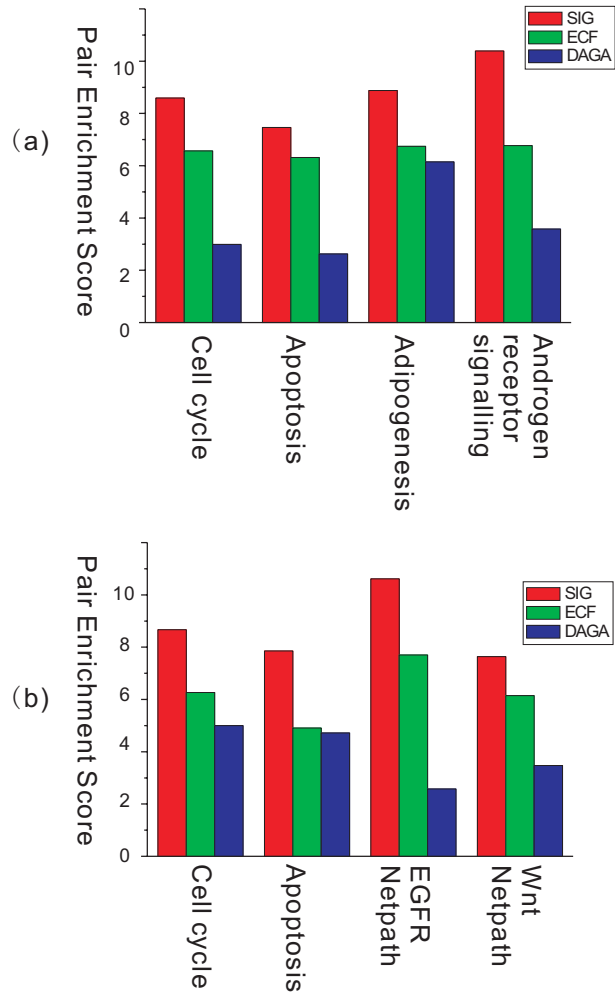 (a)
Pair Enrichment Score
10
8
6
4
2
0
SIG
ECF
DAGA
Cell cycle
Apoptosis
Adipogenesis
Androgen
receptor
signalling
(b)
Pair Enrichment Score
10
8
6
4
2
0
SIG
ECF
DAGA
Cell cycle
Apoptosis
EGFR
Netpath
Wnt
Netpath